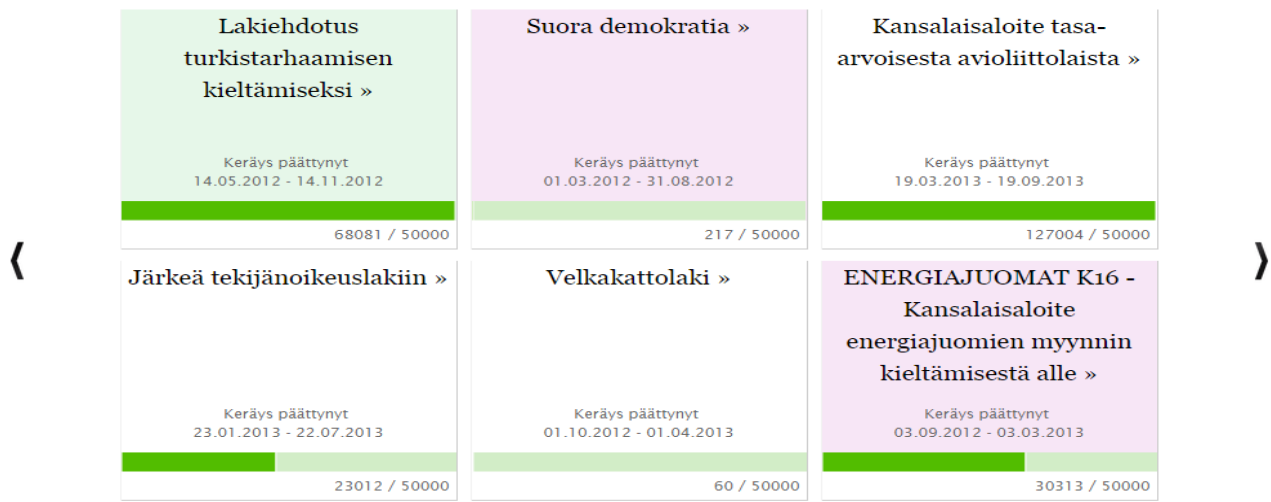 Lakiehdotus
turkistarhaamisen
kieltämiseksi »
Keräys päättynyt
14.05.2012 - 14.11.2012
68081 / 50000
Suora demokratia »
Keräys päättynyt
01.03.2012 - 31.08.2012
217 / 50000
Kansalaisaloite tasa-
arvoisesta avioliittolaista »
Keräys päättynyt
19.03.2013 - 19.09.2013
127004 / 50000
Järkeä tekijänoikeuslakiin »
Keräys päättynyt
23.01.2013 - 22.07.2013
23012 / 50000
Velkakattolaki »
Keräys päättynyt
01.10.2012 - 01.04.2013
60 / 50000
ENERGIAJUOMAT K16 -
Kansalaisaloite
energiajuomien myynnin
kieltämisestä alle »
Keräys päättynyt
03.09.2012 - 03.03.2013
30313 / 50000